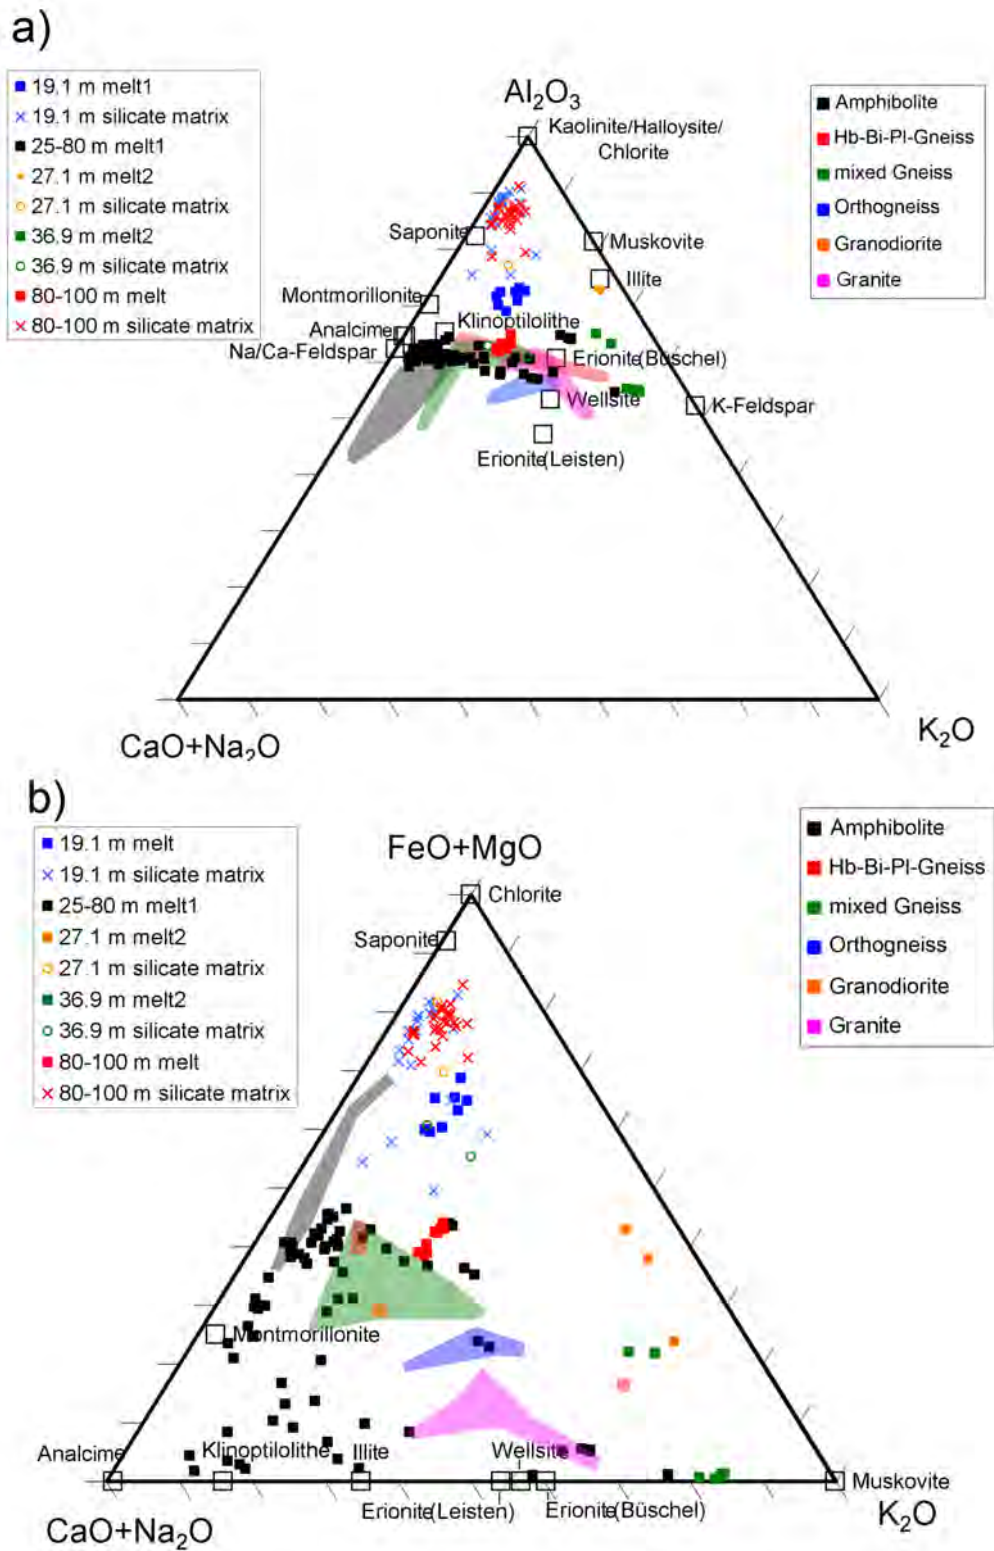 a)
19.1 m melt1
19.1 m silicate matrix
25-80 m melt1
27.1 m melt2
27.1 m silicate matrix
36.9 m melt2
36.9 m silicate matrix
80-100 m melt
80-100 m silicate matrix
Al2O3
Kaolinite/Halloysite/
Chlorite
Amphibolite
Hb-Bi-Pl-Gneiss
mixed Gneiss
Orthogneiss
Granodiorite
Granite
Saponite
Muskovite
Illite
Montmorillonite
Klinoptilolithe
Analcime
Na/Ca-Feldspar
Erionite(Büschel)
Wellsite
K-Feldspar
Erionite(Leisten)
CaO+Na2O
K2O
b)
19.1 m melt
19.1 m silicate matrix
25-80 m melt1
27.1 m melt2
27.1 m silicate matrix
36.9 m melt2
36.9 m silicate matrix
80-100 m melt
80-100 m silicate matrix
FeO+MgO
Chlorite
Amphibolite
Hb-Bi-Pl-Gneiss
mixed Gneiss
Orthogneiss
Granodiorite
Granite
Saponite
Montmorillonite
Analcime
Klinoptilolithe
Illite
Wellsite
Muskovite
Erionite(Leisten)
Erionite(Büschel)
CaO+Na2O
K2O